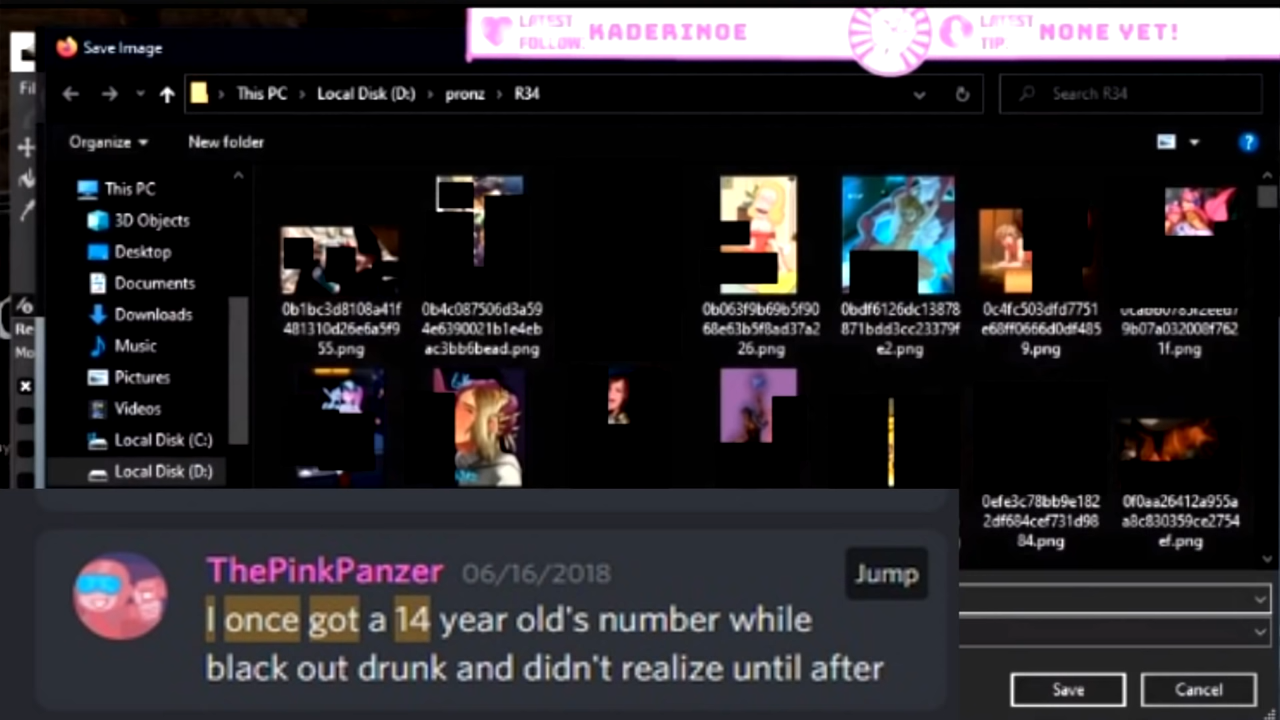 LATEST FOLLOW. KADERINOE LATEST TIP. NONE YET!
Save Image
Fil
This PC Local Disk (D:) pronz R34 Search R34
Organize New folder
This PC
3D Objects
Desktop
Documents
Downloads
Music
Pictures
Videos
Local Disk (C:)
Local Disk (D:)
Re
Mo
0b1bc3d8108a41f
481310d26e6a5f9
55.png
0b4c087506d3a59
4e6390021b1e4eb
ac3bb6bead.png
0b063f9b69b5f90
68e63b5f8ad37a2
26.png
0bdf6126dc13878
871bdd3cc23379f
e2.png
0c4fc503dfd7751
e68ff0666d0df485
9.png
9b07a032008f762
1f.png
0efe3c78bb9e182
2df684cef731d98
84.png
0f0aa26412a955a
a8c830359ce2754
ef.png
ThePinkPanzer 06/16/2018 Jump
I once got a 14 year old's number while
black out drunk and didn't realize until after
Save Cancel